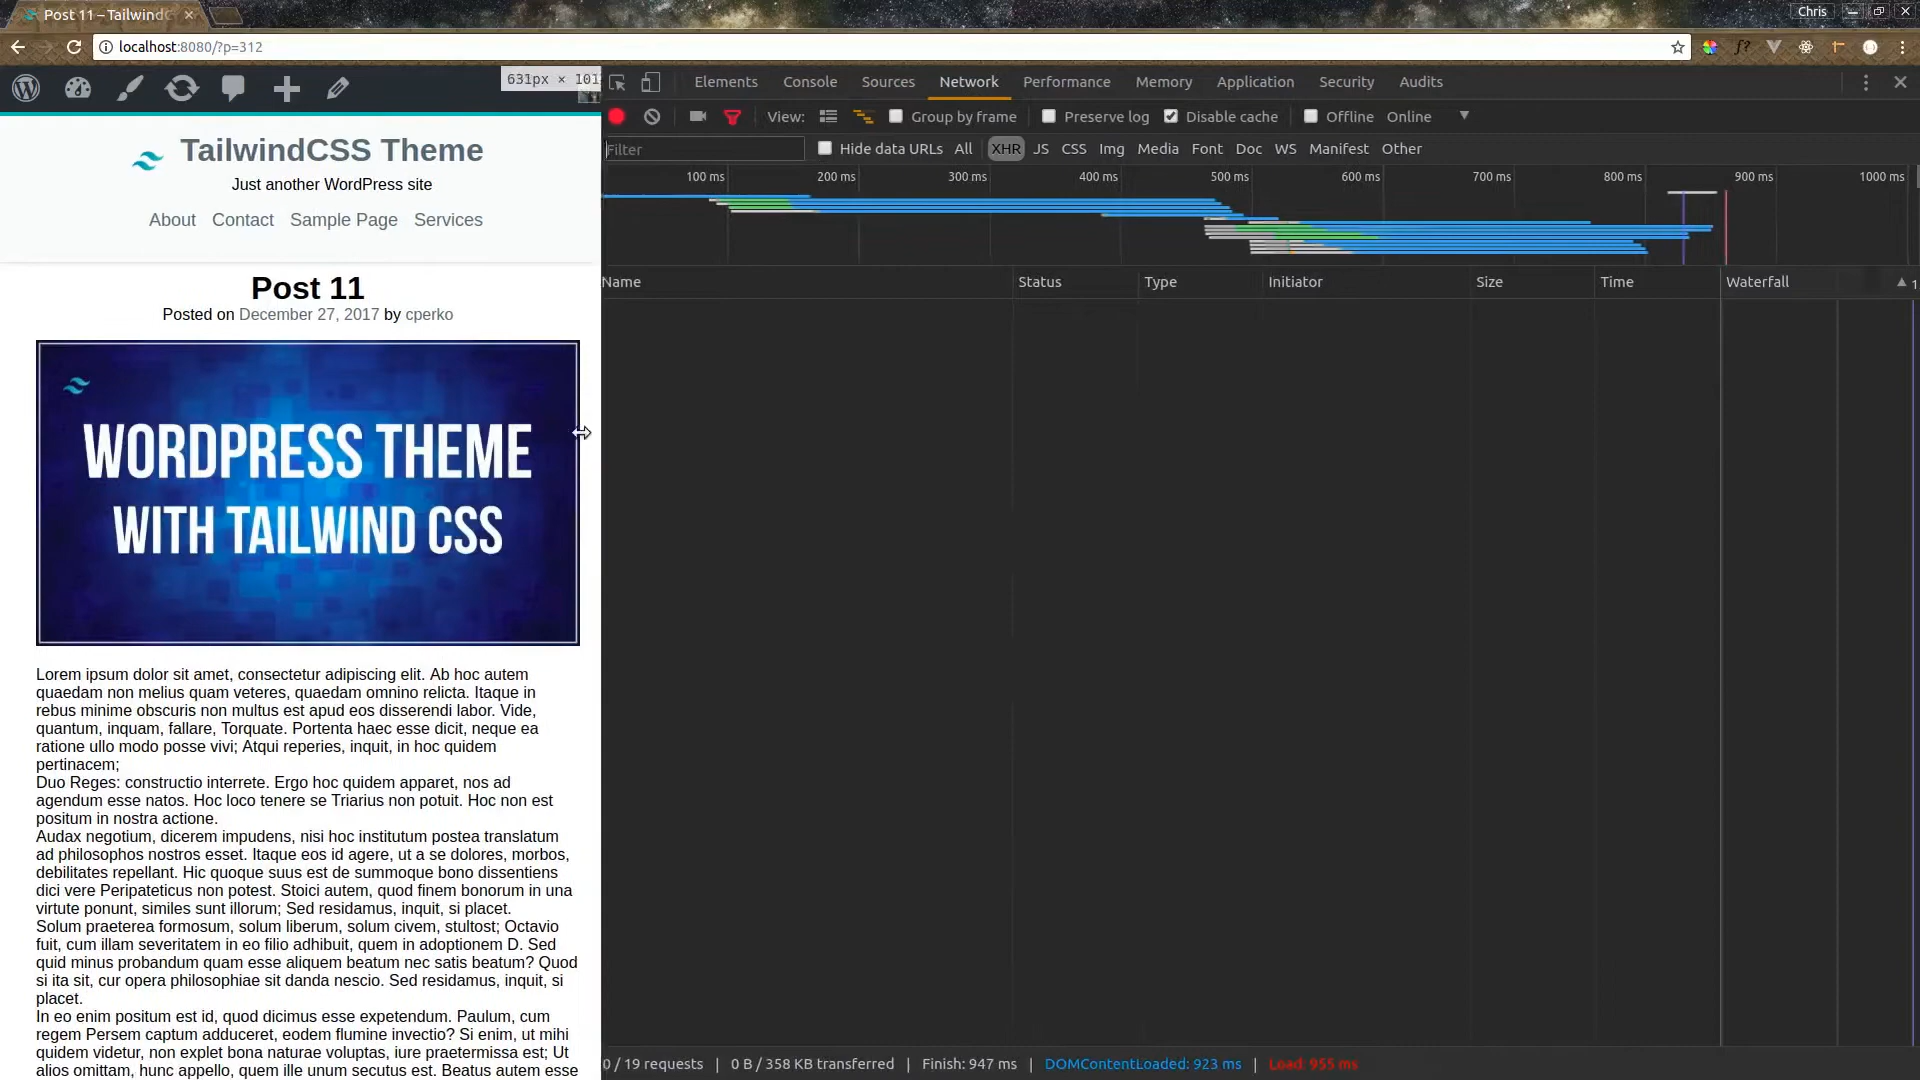 Post 11 – Tailwindc
Chris
localhost:8080/?p=312
631px × 101
Elements Console Sources Network Performance Memory Application Security Audits
View: Group by frame Preserve log Disable cache Offline Online
Filter Hide data URLs All XHR JS CSS Img Media Font Doc WS Manifest Other
100 ms 200 ms 300 ms 400 ms 500 ms 600 ms 700 ms 800 ms 900 ms 1000 ms
Name Status Type Initiator Size Time Waterfall 1
TailwindCSS Theme
Just another WordPress site
About Contact Sample Page Services
Post 11
Posted on December 27, 2017 by cperko
WORDPRESS THEME
WITH TAILWIND CSS
Lorem ipsum dolor sit amet, consectetur adipiscing elit. Ab hoc autem
quaedam non melius quam veteres, quaedam omnino relicta. Itaque in
rebus minime obscuris non multus est apud eos disserendi labor. Vide,
quantum, inquam, fallare, Torquate. Portenta haec esse dicit, neque ea
ratione ullo modo posse vivi; Atqui reperies, inquit, in hoc quidem
pertinacem;
Duo Reges: constructio interrete. Ergo hoc quidem apparet, nos ad
agendum esse natos. Hoc loco tenere se Triarius non potuit. Hoc non est
positum in nostra actione.
Audax negotium, dicerem impudens, nisi hoc institutum postea translatum
ad philosophos nostros esset. Itaque eos id agere, ut a se dolores, morbos,
debilitates repellant. Hic quoque suus est de summoque bono dissentiens
dici vere Peripateticus non potest. Stoici autem, quod finem bonorum in una
virtute ponunt, similes sunt illorum; Sed residamus, inquit, si placet.
Solum praeterea formosum, solum liberum, solum civem, stultost; Octavio
fuit, cum illam severitatem in eo filio adhibuit, quem in adoptionem D. Sed
quid minus probandum quam esse aliquem beatum nec satis beatum? Quod
si ita sit, cur opera philosophiae sit danda nescio. Sed residamus, inquit, si
placet.
In eo enim positum est id, quod dicimus esse expetendum. Paulum, cum
regem Persem captum adduceret, eodem flumine invectio? Si enim, ut mihi
quidem videtur, non explet bona naturae voluptas, iure praetermissa est; Ut
alios omittam, hunc appello, quem ille unum secutus est. Beatus autem esse
0 / 19 requests | 0 B / 358 KB transferred | Finish: 947 ms | DOMContentLoaded: 923 ms | Load: 955 ms